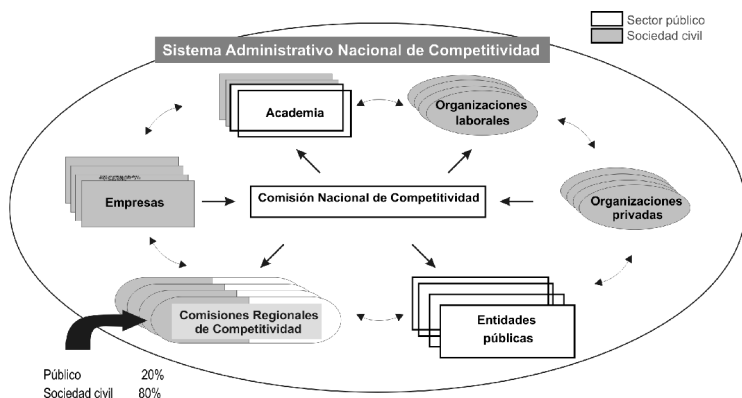 Sector público
Sociedad civil
Sistema Administrativo Nacional de Competitividad
Academia
Organizaciones
laborales
Empresas
Comisión Nacional de Competitividad
Organizaciones
privadas
Comisiones Regionales
de Competitividad
Entidades
públicas
Público 20%
Sociedad civil 80%